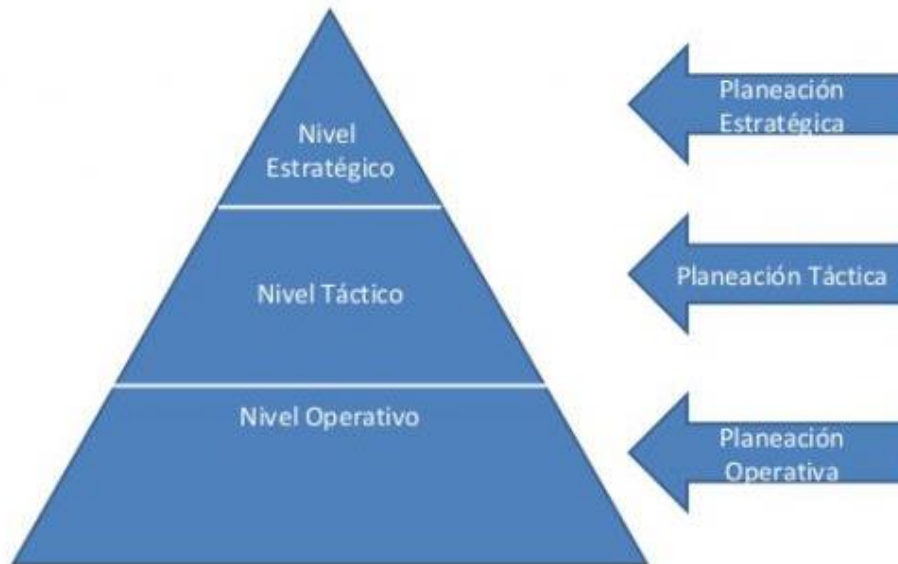 Nivel
Estratégico
Planeación
Estratégica
Nivel Táctico
Planeación Táctica
Nivel Operativo
Planeación
Operativa